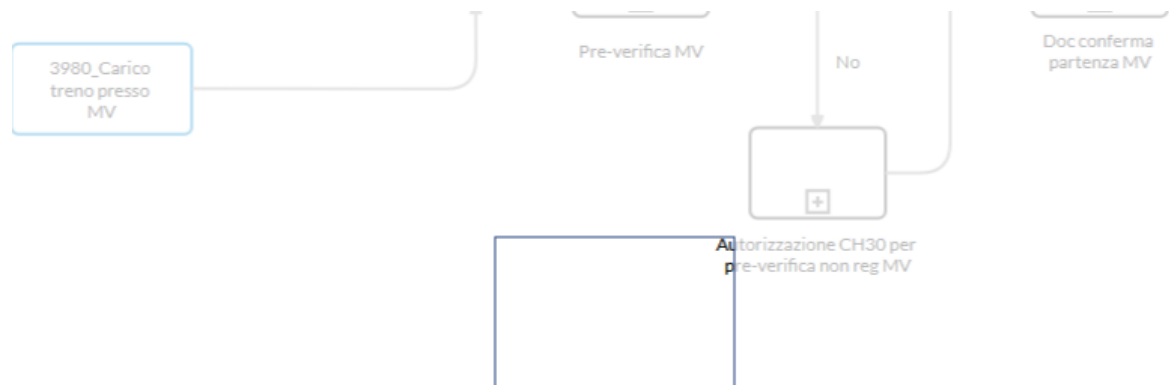 3980_Carico
treno presso
MV
Pre-verifica MV
No
Doc conferma
partenza MV
Autorizzazione CH30 per
pre-verifica non reg MV